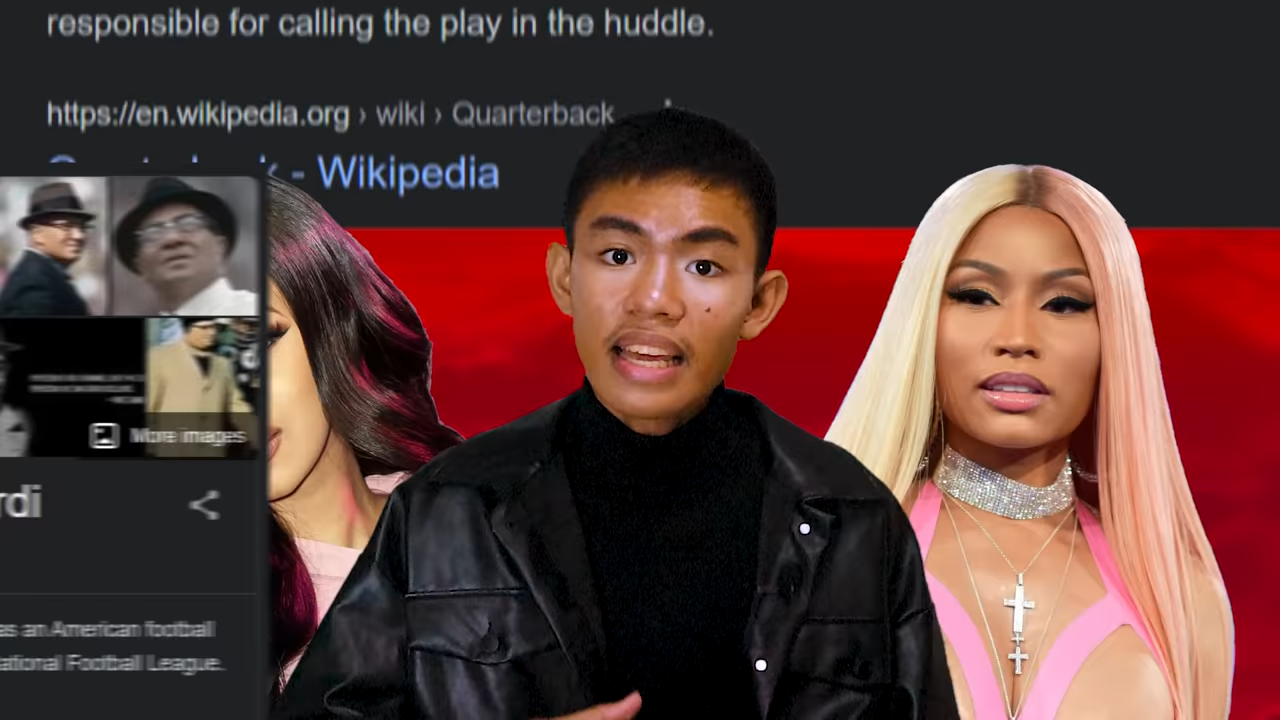 responsible for calling the play in the huddle.
https://en.wikipedia.org › wiki › Quarterback
- Wikipedia
More images
rdi
as an American football
ational Football League.